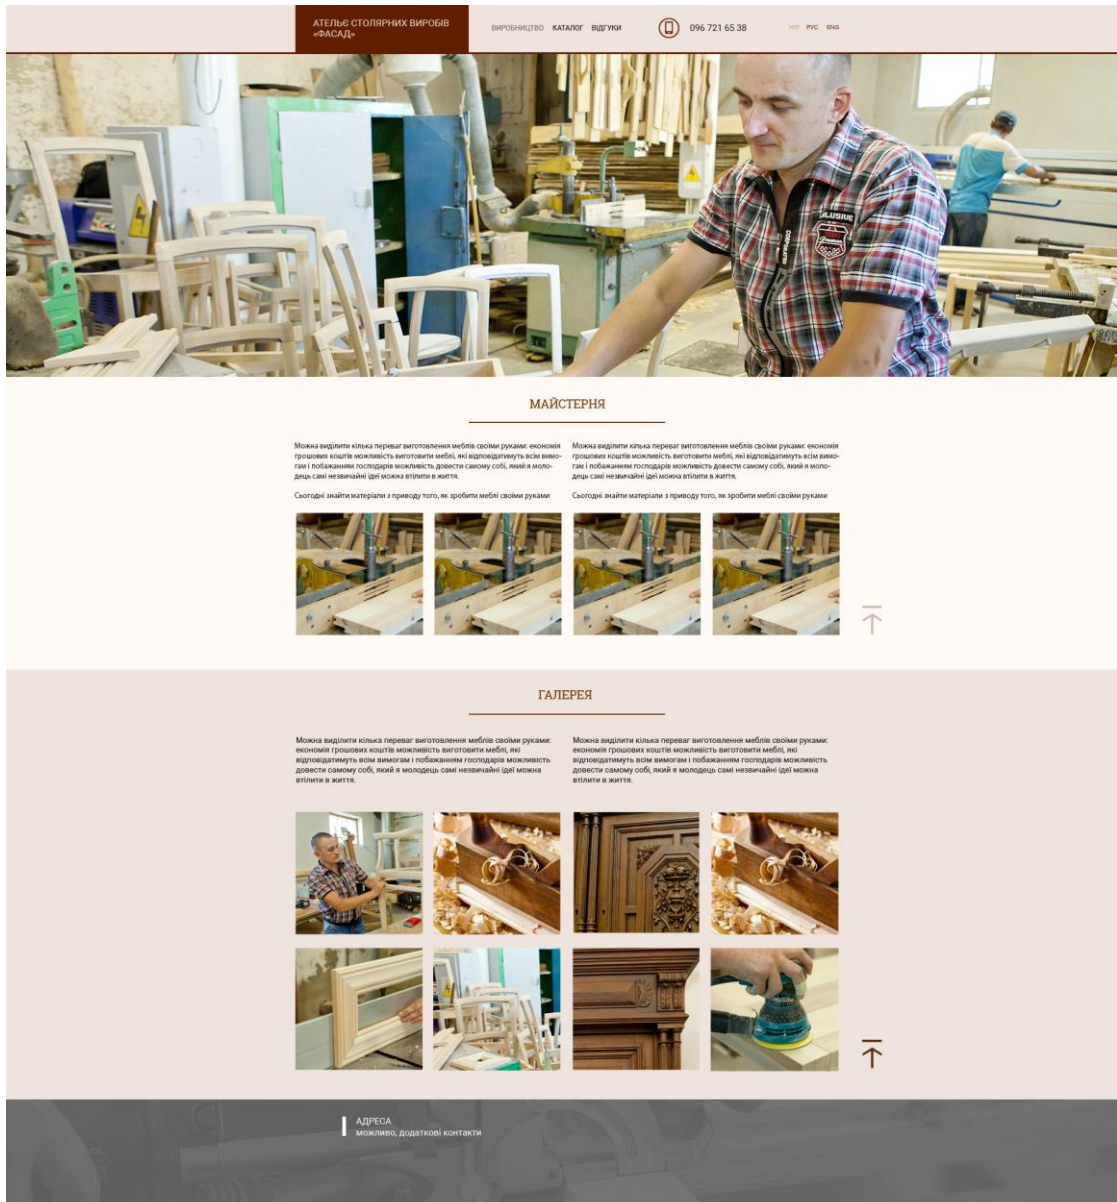 АТЕЛЬЄ СТОЛЯРНИХ ВИРОБІВ
«ФАСАД»
ВИРОБНИЦТВО КАТАЛОГ ВІДГУКИ
096 721 65 38
УКР РУС ENG
МАЙСТЕРНЯ
Можна виділити кілька переваг виготовлення меблів своїми руками: економія
грошових коштів можливість виготовити меблі, які відповідатимуть всім вимо-
гам і побажанням господарів можливість довести самому собі, який я моло-
дець самі незвичайні ідеї можна втілити в життя.
Сьогодні знайти матеріали з приводу того, як зробити меблі своїми руками
Можна виділити кілька переваг виготовлення меблів своїми руками: економія
грошових коштів можливість виготовити меблі, які відповідатимуть всім вимо-
гам і побажанням господарів можливість довести самому собі, який я моло-
дець самі незвичайні ідеї можна втілити в життя.
Сьогодні знайти матеріали з приводу того, як зробити меблі своїми руками
ГАЛЕРЕЯ
Можна виділити кілька переваг виготовлення меблів своїми руками:
економія грошових коштів можливість виготовити меблі, які
відповідатимуть всім вимогам і побажанням господарів можливість
довести самому собі, який я молодець самі незвичайні ідеї можна
втілити в життя.
Можна виділити кілька переваг виготовлення меблів своїми руками:
економія грошових коштів можливість виготовити меблі, які
відповідатимуть всім вимогам і побажанням господарів можливість
довести самому собі, який я молодець самі незвичайні ідеї можна
втілити в життя.
АДРЕСА
можливо, додаткові контакти